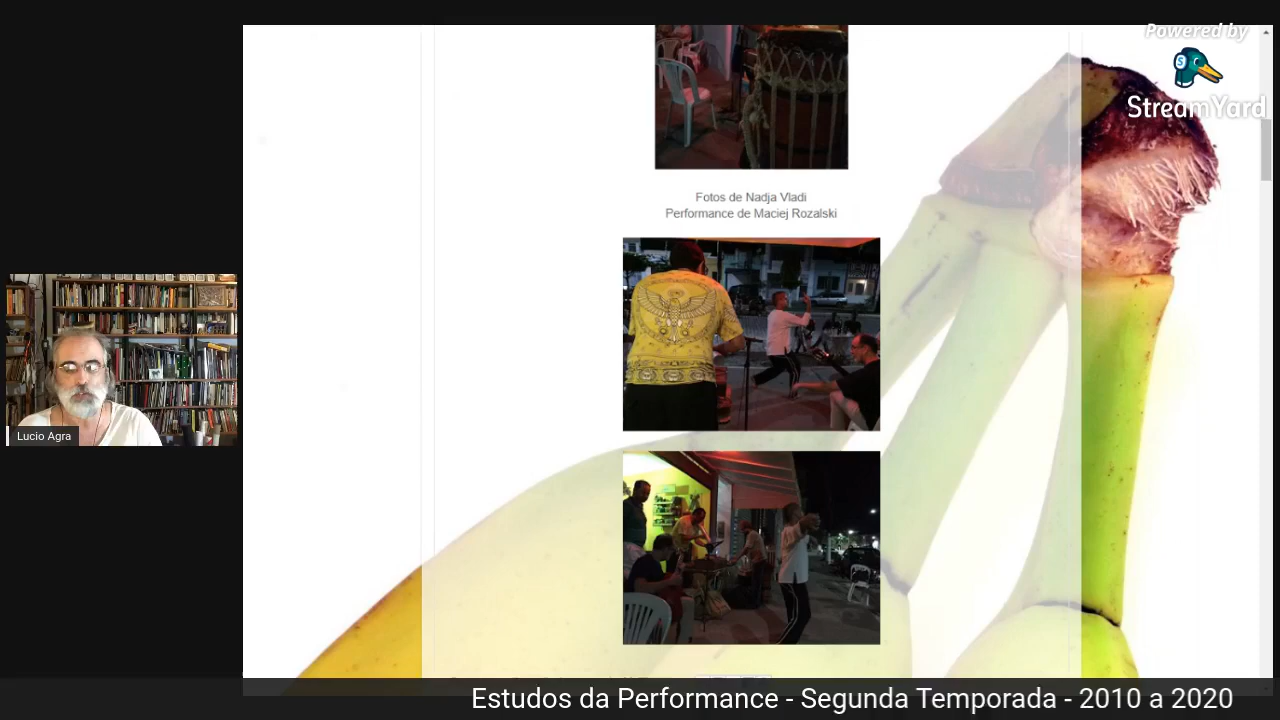 Powered by
StreamYard
Fotos de Nadja Vladi
Performance de Maciej Rozalski
Lucio Agra
Estudos da Performance - Segunda Temporada - 2010 a 2020